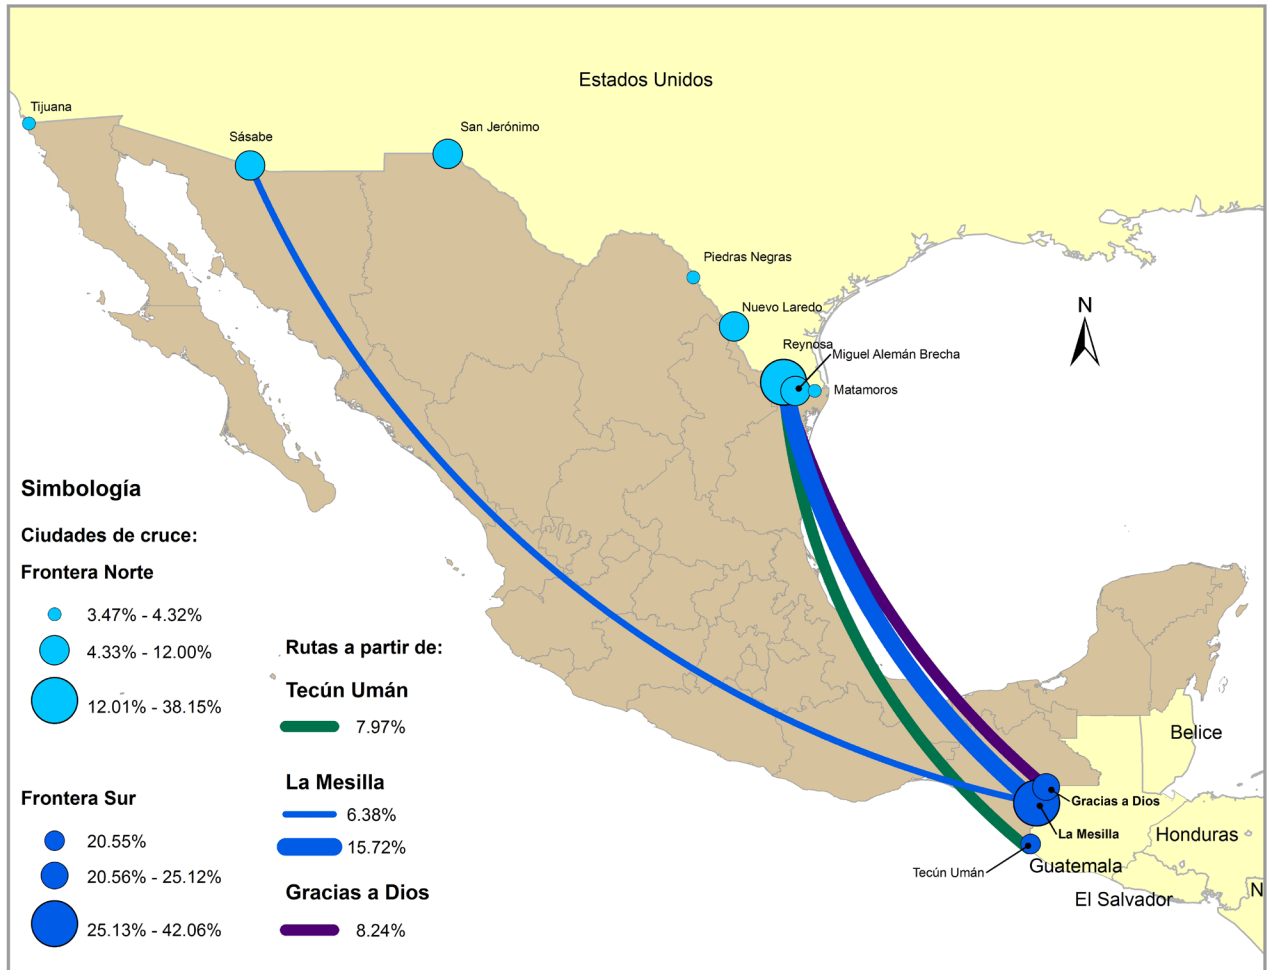 Estados Unidos
Tijuana
Sásabe
San Jerónimo
Piedras Negras
Nuevo Laredo
Reynosa
Miguel Alemán Brecha
Matamoros
N
Simbología
Ciudades de cruce:
Frontera Norte
3.47% - 4.32%
4.33% - 12.00%
12.01% - 38.15%
Frontera Sur
20.55%
20.56% - 25.12%
25.13% - 42.06%
Rutas a partir de:
Tecún Umán
7.97%
La Mesilla
6.38%
15.72%
Gracias a Dios
8.24%
Belice
Gracias a Dios
La Mesilla
Honduras
Tecún Umán
Guatemala
El Salvador
N